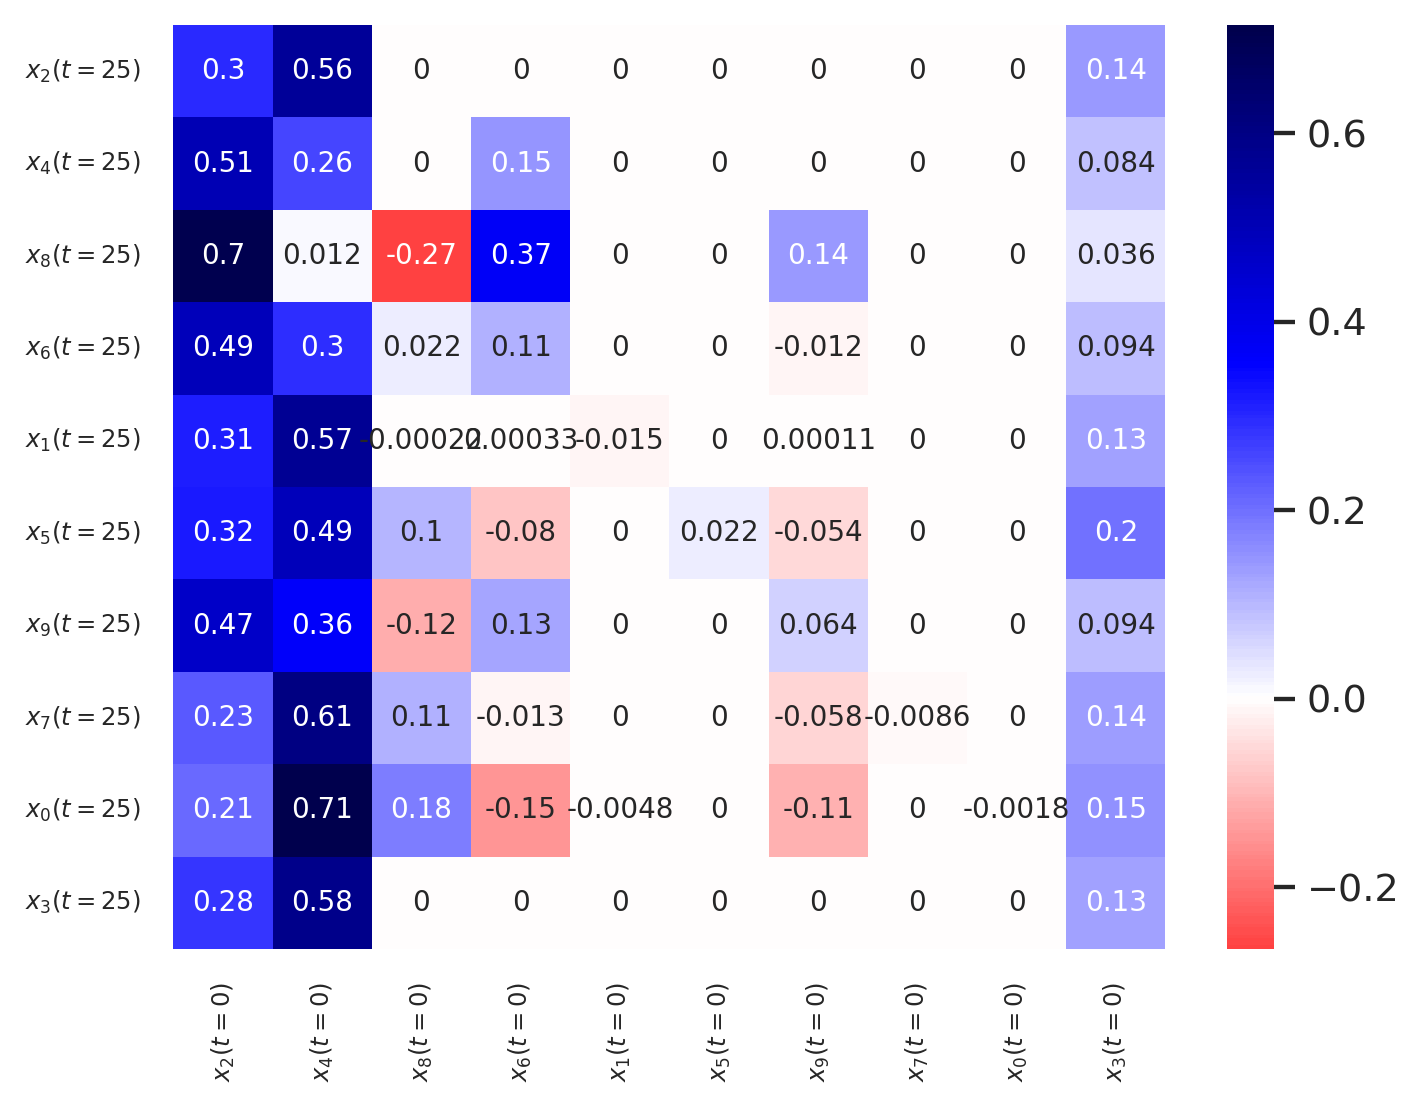 x₂(t = 25) 0.3 0.56 0 0 0 0 0 0 0 0.14
x₄(t = 25) 0.51 0.26 0 0.15 0 0 0 0 0 0.084
x₈(t = 25) 0.7 0.012 -0.27 0.37 0 0 0.14 0 0 0.036
x₆(t = 25) 0.49 0.3 0.022 0.11 0 0 -0.012 0 0 0.094
x₁(t = 25) 0.31 0.57 -0.00022 0.00033 -0.015 0 0.00011 0 0 0.13
x₅(t = 25) 0.32 0.49 0.1 -0.08 0 0.022 -0.054 0 0 0.2
x₉(t = 25) 0.47 0.36 -0.12 0.13 0 0 0.064 0 0 0.094
x₇(t = 25) 0.23 0.61 0.11 -0.013 0 0 -0.058 -0.0086 0 0.14
x₀(t = 25) 0.21 0.71 0.18 -0.15 -0.0048 0 -0.11 0 -0.0018 0.15
x₃(t = 25) 0.28 0.58 0 0 0 0 0 0 0 0.13
x₂(t = 0)
x₄(t = 0)
x₈(t = 0)
x₆(t = 0)
x₁(t = 0)
x₅(t = 0)
x₉(t = 0)
x₇(t = 0)
x₀(t = 0)
x₃(t = 0)
0.6
0.4
0.2
0.0
−0.2